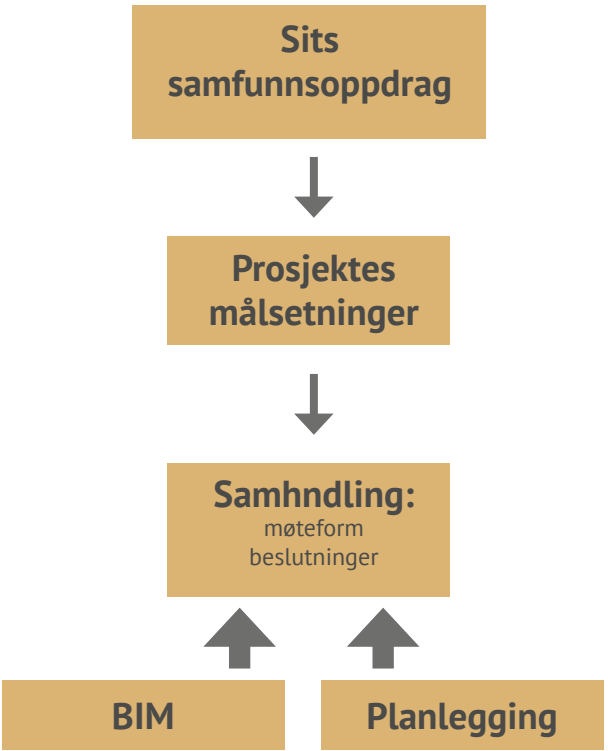 Sits
samfunnsoppdrag
Prosjektes
målsetninger
Samhndling:
møteform
beslutninger
BIM
Planlegging